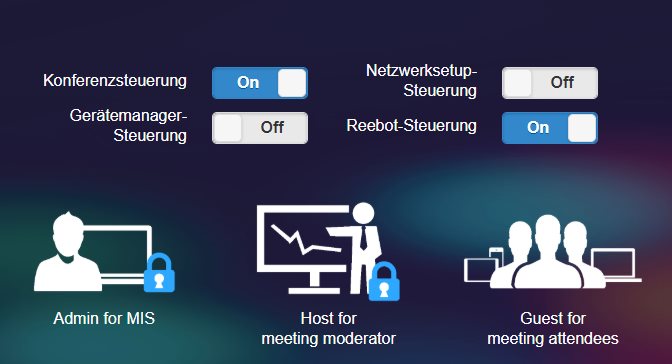 Konferenzsteuerung On
Netzwerksetup-
Steuerung Off
Gerätemanager-
Steuerung Off
Reebot-Steuerung On
Admin for MIS
Host for
meeting moderator
Guest for
meeting attendees